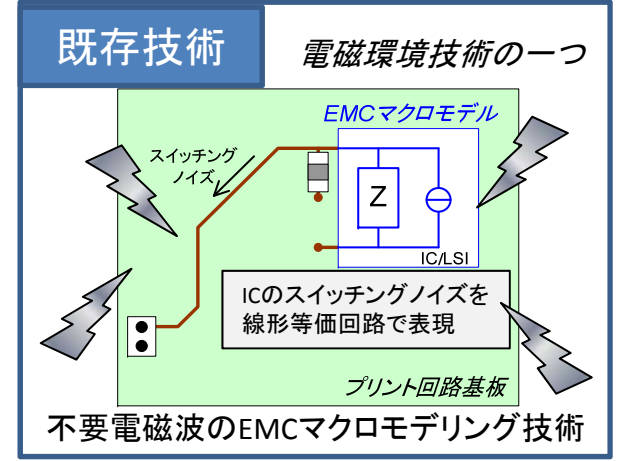 既存技術
電磁環境技術の一つ
EMCマクロモデル
スイッチング
ノイズ
Z
IC/LSI
ICのスイッチングノイズを
線形等価回路で表現
プリント回路基板
不要電磁波のEMCマクロモデリング技術